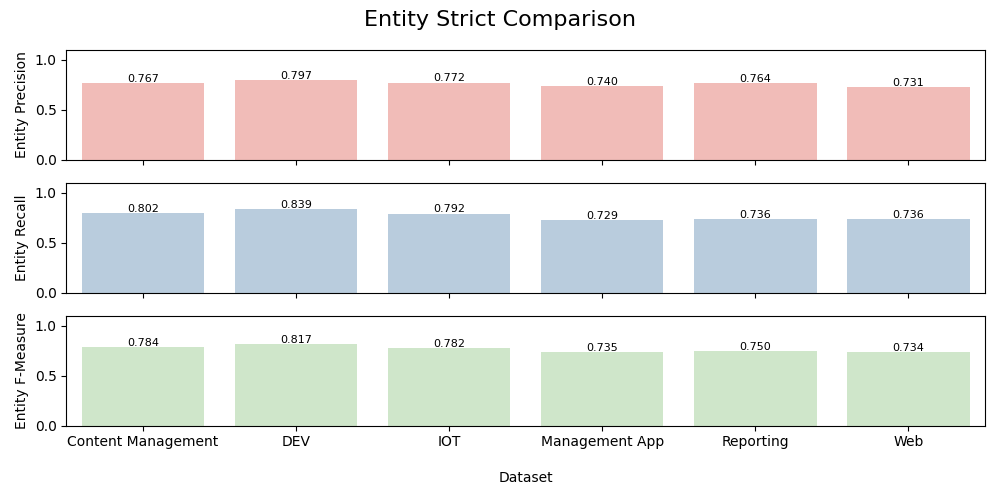 Entity Strict Comparison
Entity Precision
1.0
0.5
0.0
0.767 0.797 0.772 0.740 0.764 0.731
Entity Recall
1.0
0.5
0.0
0.802 0.839 0.792 0.729 0.736 0.736
Entity F-Measure
1.0
0.5
0.0
0.784 0.817 0.782 0.735 0.750 0.734
Content Management DEV IOT Management App Reporting Web
Dataset